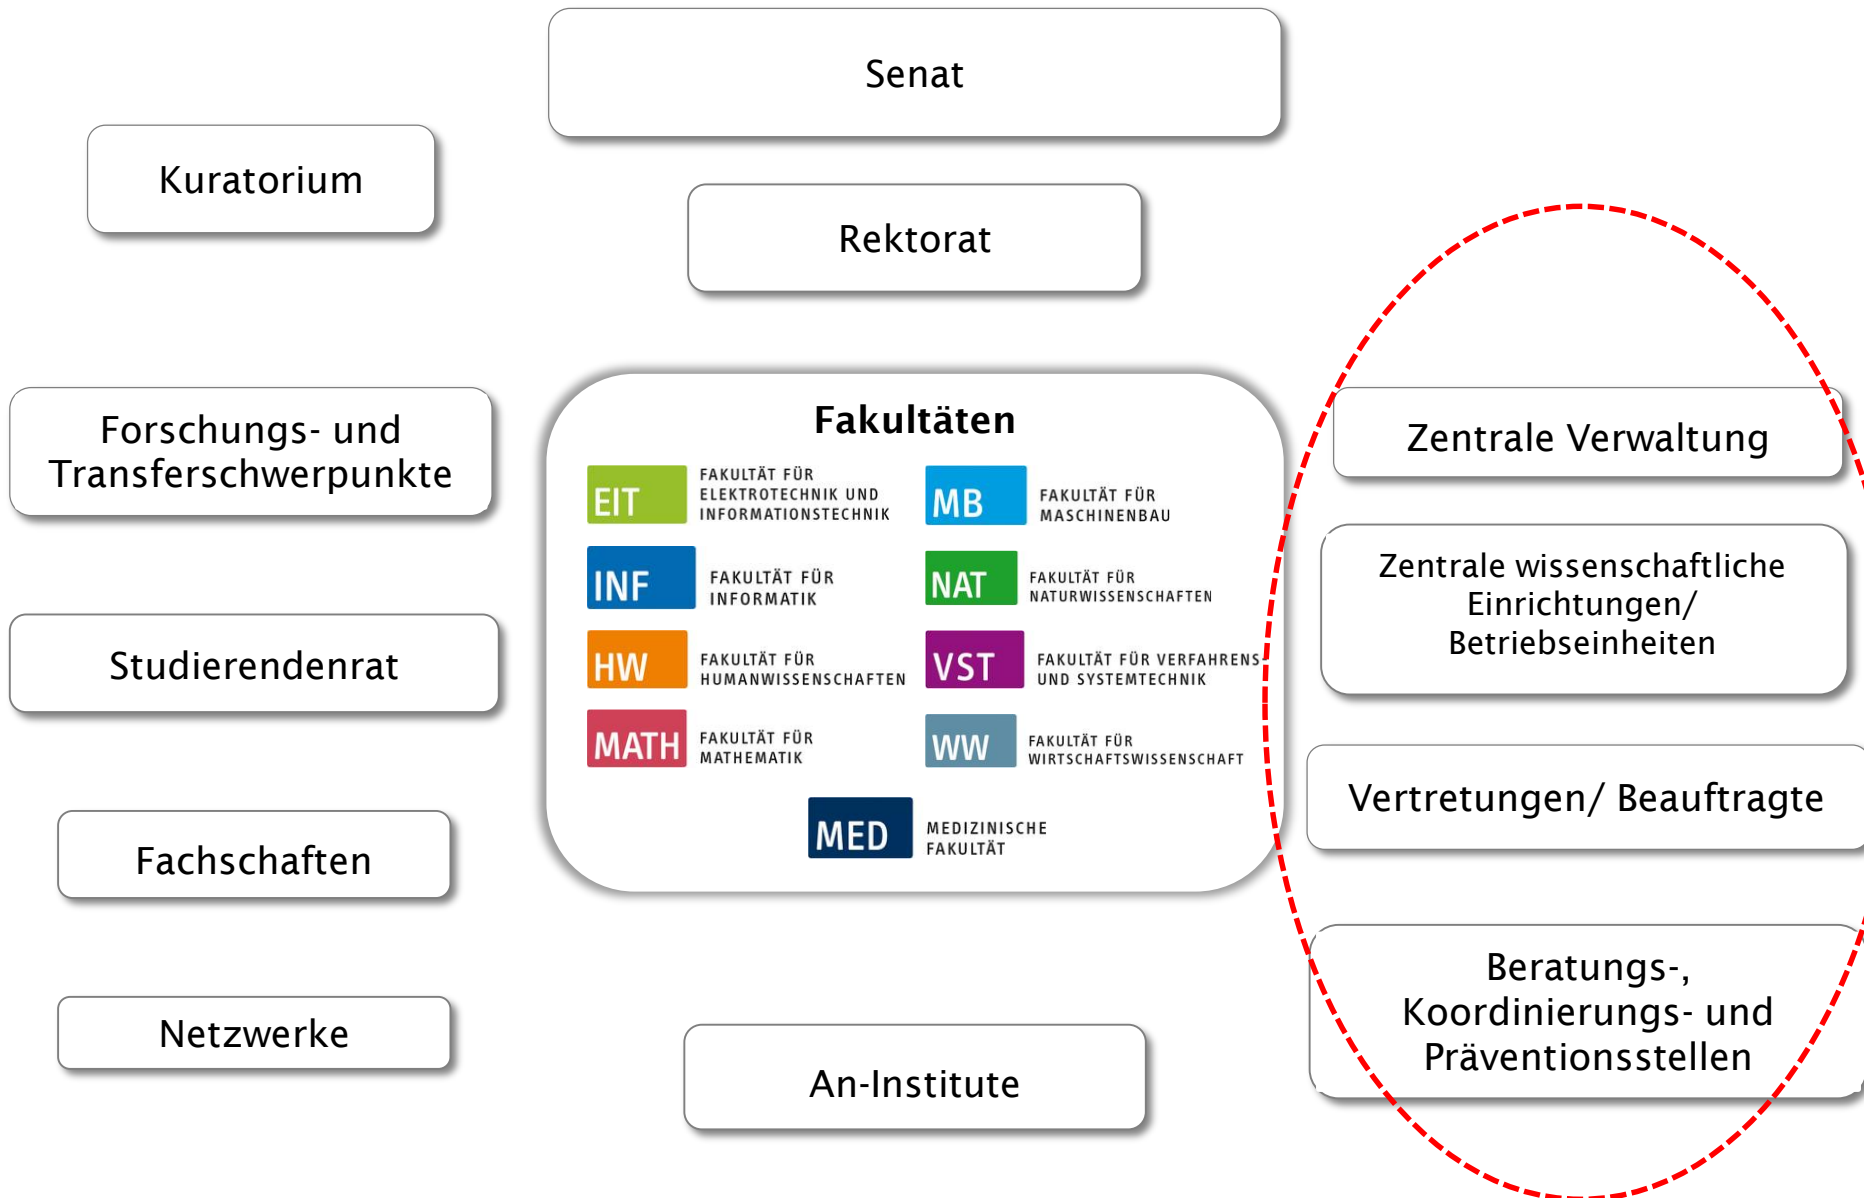 Senat
Kuratorium
Rektorat
Forschungs- und
Transferschwerpunkte
Studierendenrat
Fachschaften
Netzwerke
Fakultäten
EIT
FAKULTÄT FÜR
ELEKTROTECHNIK UND
INFORMATIONSTECHNIK
MB
FAKULTÄT FÜR
MASCHINENBAU
INF
FAKULTÄT FÜR
INFORMATIK
NAT
FAKULTÄT FÜR
NATURWISSENSCHAFTEN
HW
FAKULTÄT FÜR
HUMANWISSENSCHAFTEN
VST
FAKULTÄT FÜR VERFAHRENS-
UND SYSTEMTECHNIK
MATH
FAKULTÄT FÜR
MATHEMATIK
WW
FAKULTÄT FÜR
WIRTSCHAFTSWISSENSCHAFT
MED
MEDIZINISCHE
FAKULTÄT
An-Institute
Zentrale Verwaltung
Zentrale wissenschaftliche
Einrichtungen/
Betriebseinheiten
Vertretungen/ Beauftragte
Beratungs-,
Koordinierungs- und
Präventionsstellen